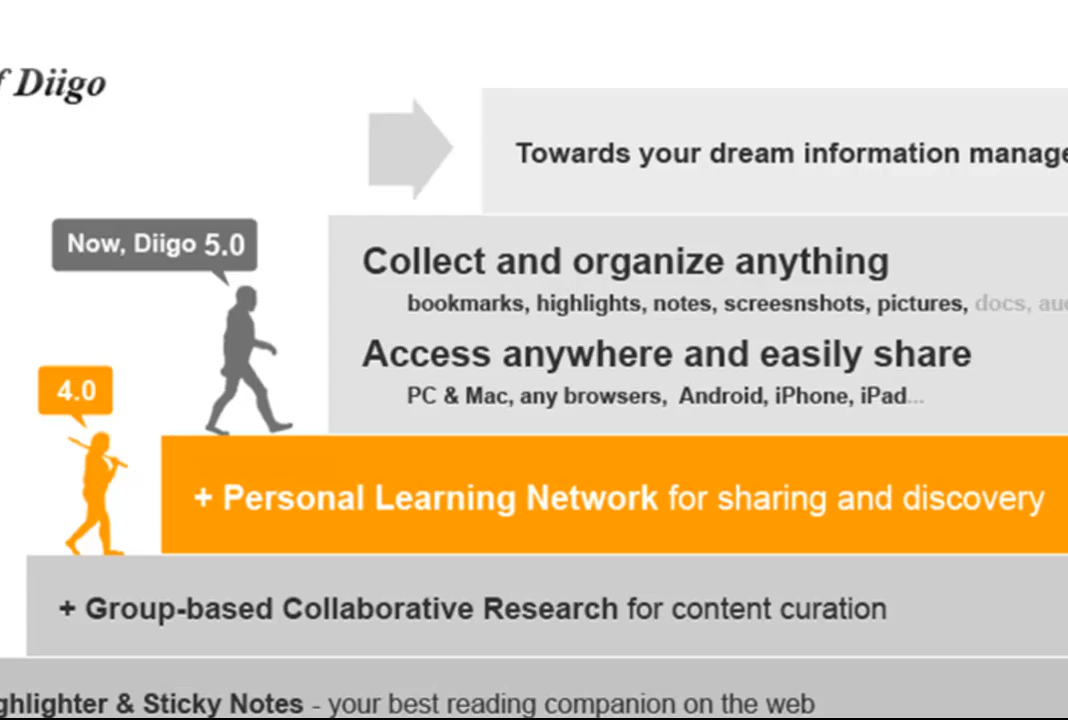 f Diigo
Towards your dream information manage
Now, Diigo 5.0
Collect and organize anything
bookmarks, highlights, notes, screesnshots, pictures, docs, au
Access anywhere and easily share
PC & Mac, any browsers, Android, iPhone, iPad...
4.0
+ Personal Learning Network for sharing and discovery
+ Group-based Collaborative Research for content curation
ghlighter & Sticky Notes - your best reading companion on the web